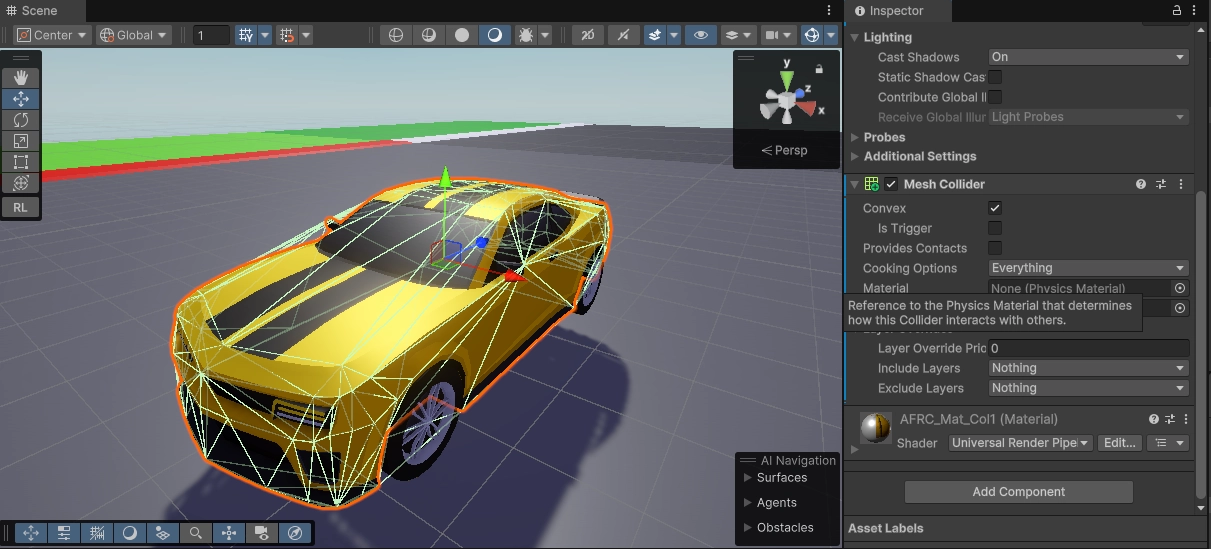 Scene
Inspector
Center
Global
1
2D
Lighting
Cast Shadows
On
Static Shadow Cas
Contribute Global Il
Receive Global Illur
Light Probes
Probes
Additional Settings
y
z
x
Persp
RL
Mesh Collider
Convex
Is Trigger
Provides Contacts
Cooking Options
Everything
Material
None (Physics Material)
Reference to the Physics Material that determines
how this Collider interacts with others.
Layer Override Pric
0
Include Layers
Nothing
Exclude Layers
Nothing
AFRC_Mat_Col1 (Material)
Shader
Universal Render Pipe
Edit...
AI Navigation
Surfaces
Agents
Obstacles
Add Component
Asset Labels